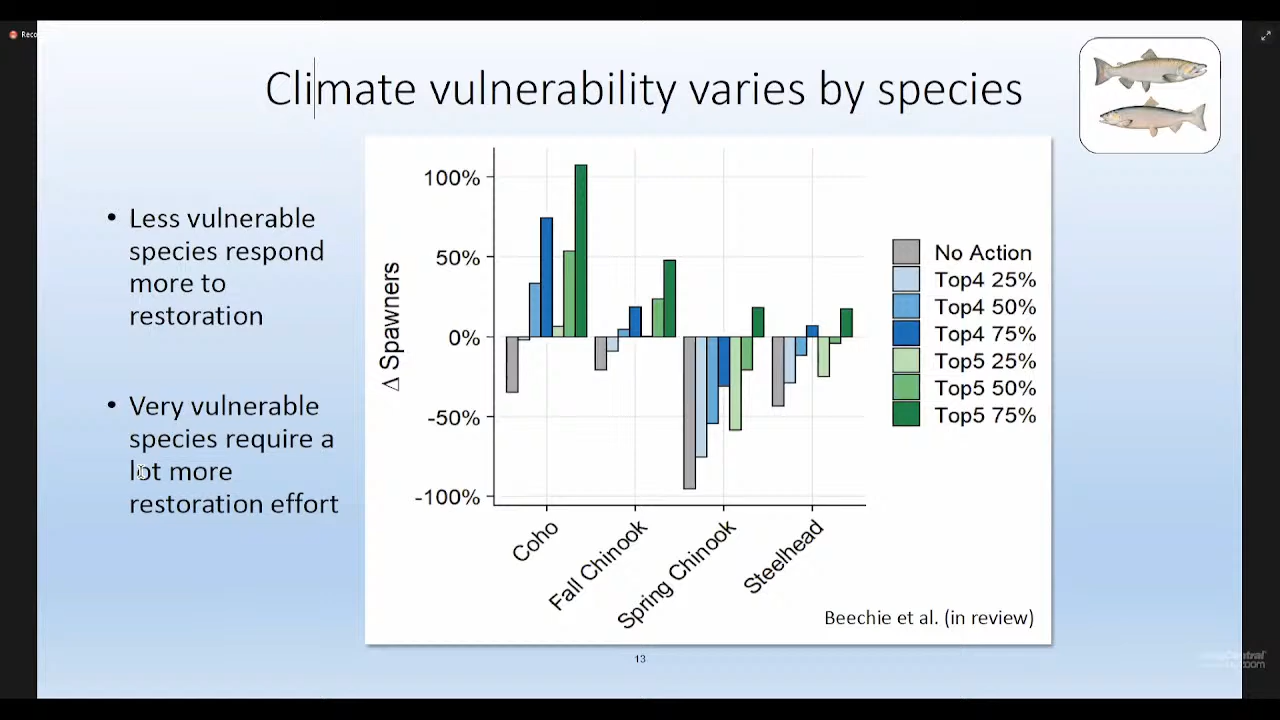 Reco
Climate vulnerability varies by species
• Less vulnerable
species respond
more to
restoration
• Very vulnerable
species require a
lot more
restoration effort
Δ Spawners
100%
50%
0%
-50%
-100%
Coho
Fall Chinook
Spring Chinook
Steelhead
No Action
Top4 25%
Top4 50%
Top4 75%
Top5 25%
Top5 50%
Top5 75%
Beechie et al. (in review)
13